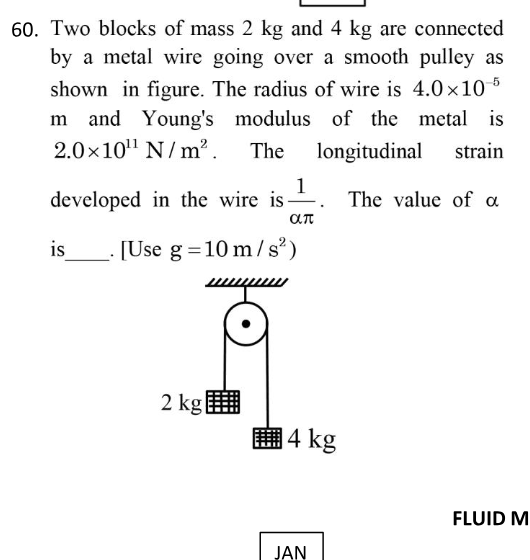 60. Two blocks of mass 2 kg and 4 kg are connected
by a metal wire going over a smooth pulley as
shown in figure. The radius of wire is 4.0×10⁻⁵
m and Young's modulus of the metal is
2.0×10¹¹ N/m². The longitudinal strain
developed in the wire is 1/απ. The value of α
is____. [Use g=10 m/s²)
2 kg
4 kg
FLUID M
JAN